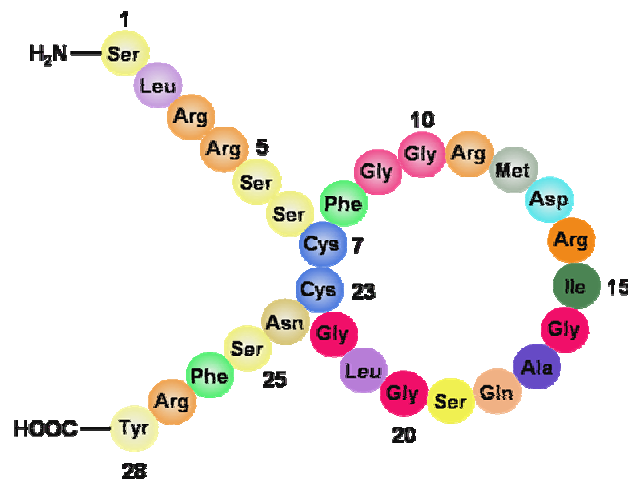 1
H₂N
Ser
Leu
Arg
Arg
5
Ser
Ser
Cys
7
Phe
Gly
10
Gly
Arg
Met
Asp
Arg
Ile
15
Gly
Ala
Gln
Ser
Gly
20
Leu
Gly
Cys
23
Asn
Ser
25
Phe
Arg
Tyr
HOOC
28